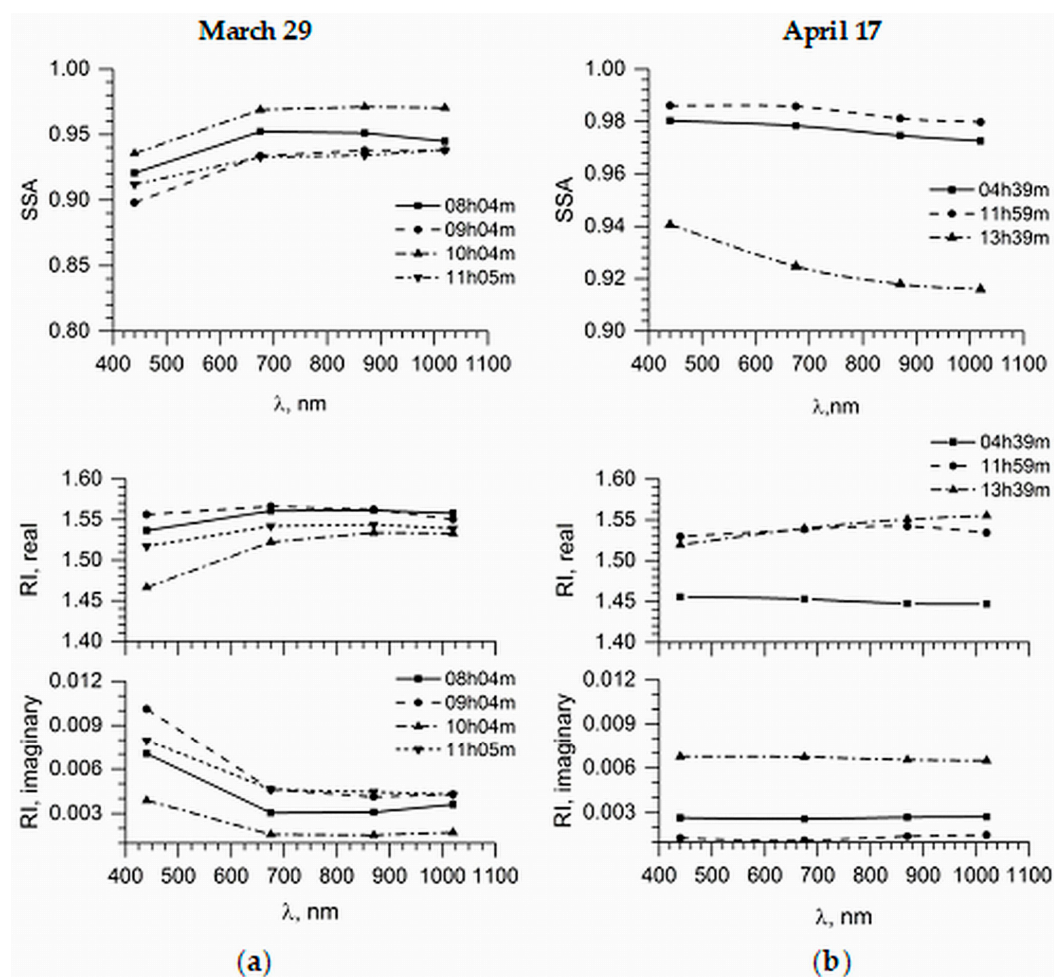 March 29
April 17
1.00
0.95
0.90
0.85
0.80
SSA
08h04m
09h04m
10h04m
11h05m
400 500 600 700 800 900 1000 1100
λ, nm
1.00
0.98
0.96
0.94
0.92
0.90
SSA
04h39m
11h59m
13h39m
400 500 600 700 800 900 1000 1100
λ,nm
1.60
1.55
1.50
1.45
1.40
RI, real
04h39m
11h59m
13h39m
1.60
1.55
1.50
1.45
1.40
RI, real
0.012
0.009
0.006
0.003
RI, imaginary
08h04m
09h04m
10h04m
11h05m
400 500 600 700 800 900 1000 1100
λ, nm
0.012
0.009
0.006
0.003
RI, imaginary
400 500 600 700 800 900 1000 1100
λ, nm
(a)
(b)